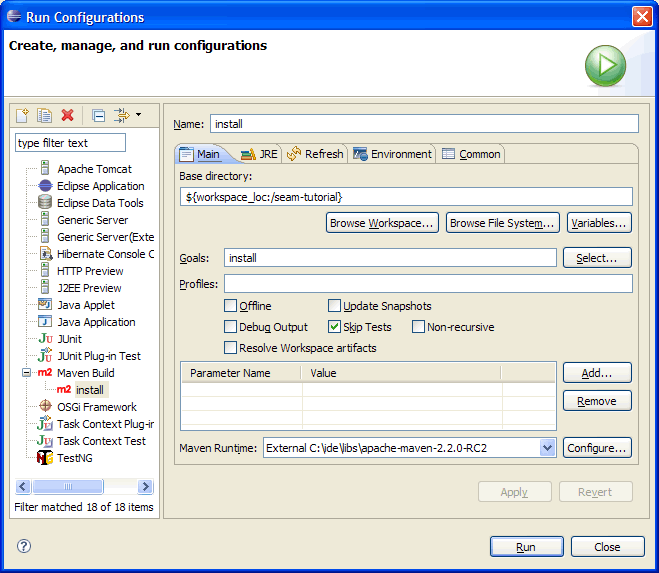 Run Configurations
Create, manage, and run configurations
type filter text
Apache Tomcat
Eclipse Application
Eclipse Data Tools
Generic Server
Generic Server(Exte
Hibernate Console C
HTTP Preview
J2EE Preview
Java Applet
Java Application
JUnit
JUnit Plug-in Test
m2 Maven Build
m2 install
OSGi Framework
Task Context Plug-in
Task Context Test
TestNG
Filter matched 18 of 18 items
Name: install
Main JRE Refresh Environment Common
Base directory:
${workspace_loc:/seam-tutorial}
Browse Workspace... Browse File System... Variables...
Goals: install Select...
Profiles:
Offline Update Snapshots
Debug Output Skip Tests Non-recursive
Resolve Workspace artifacts
Parameter Name Value Add...
Remove
Maven Runtime: External C:\ide\libs\apache-maven-2.2.0-RC2 Configure...
Apply Revert
? Run Close